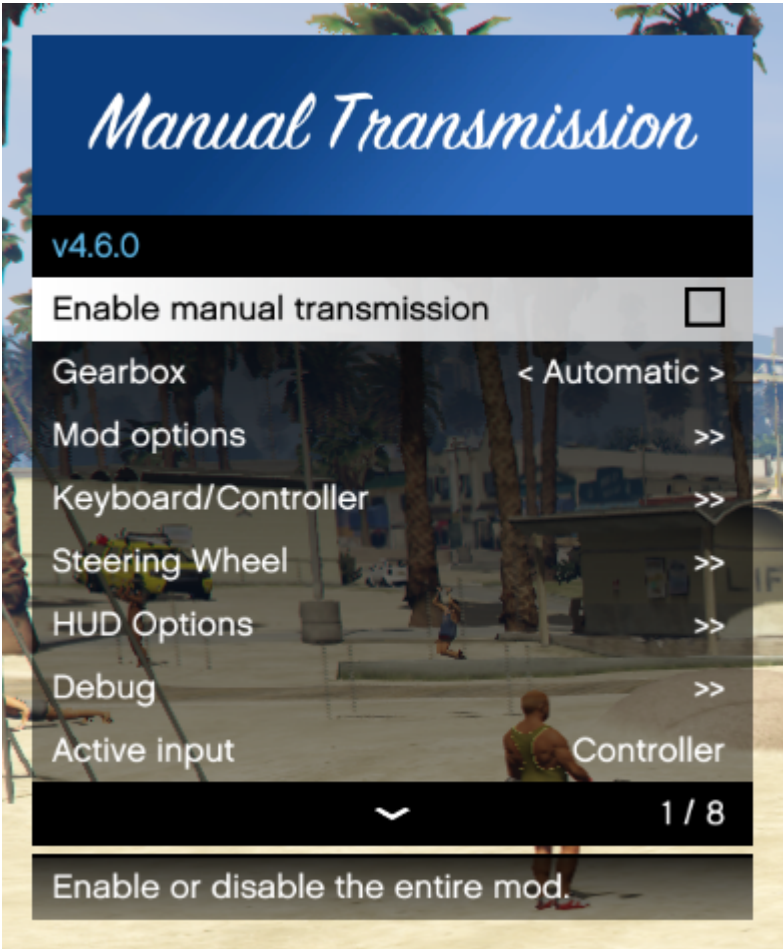 Manual Transmission
v4.6.0
Enable manual transmission
Gearbox < Automatic >
Mod options >>
Keyboard/Controller >>
Steering Wheel >>
HUD Options >>
Debug >>
Active input Controller
1 / 8
Enable or disable the entire mod.